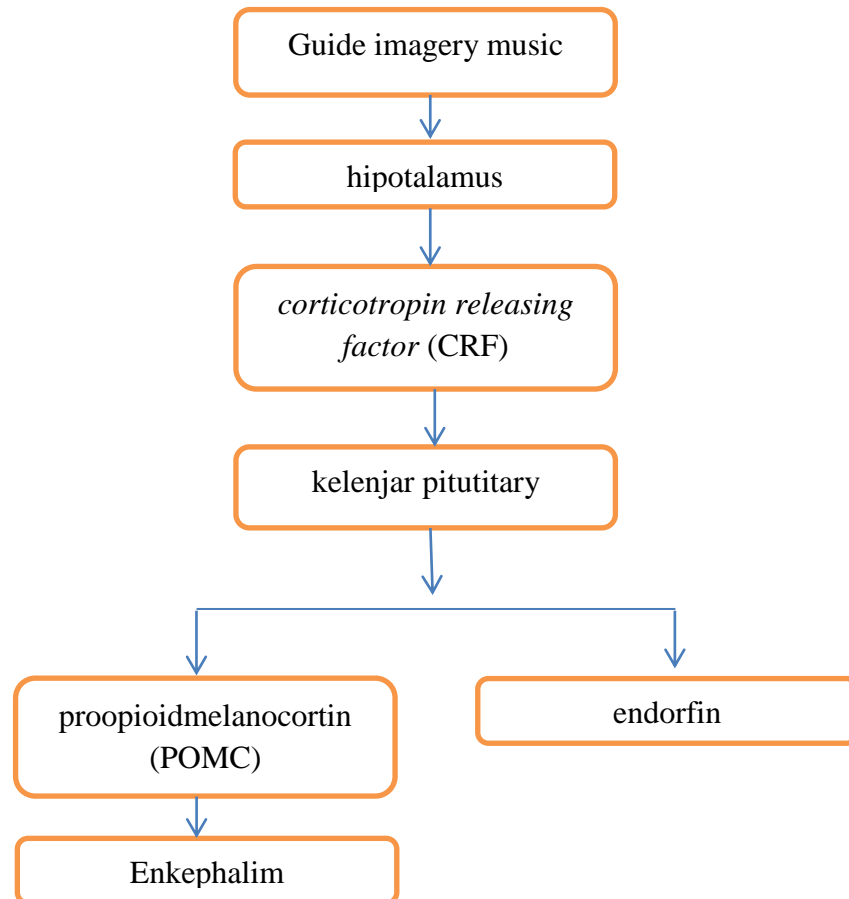 Guide imagery music
hipotalamus
corticotropin releasing
factor (CRF)
kelenjar pitutitary
proopioidmelanocortin
(POMC)
endorfin
Enkephalim